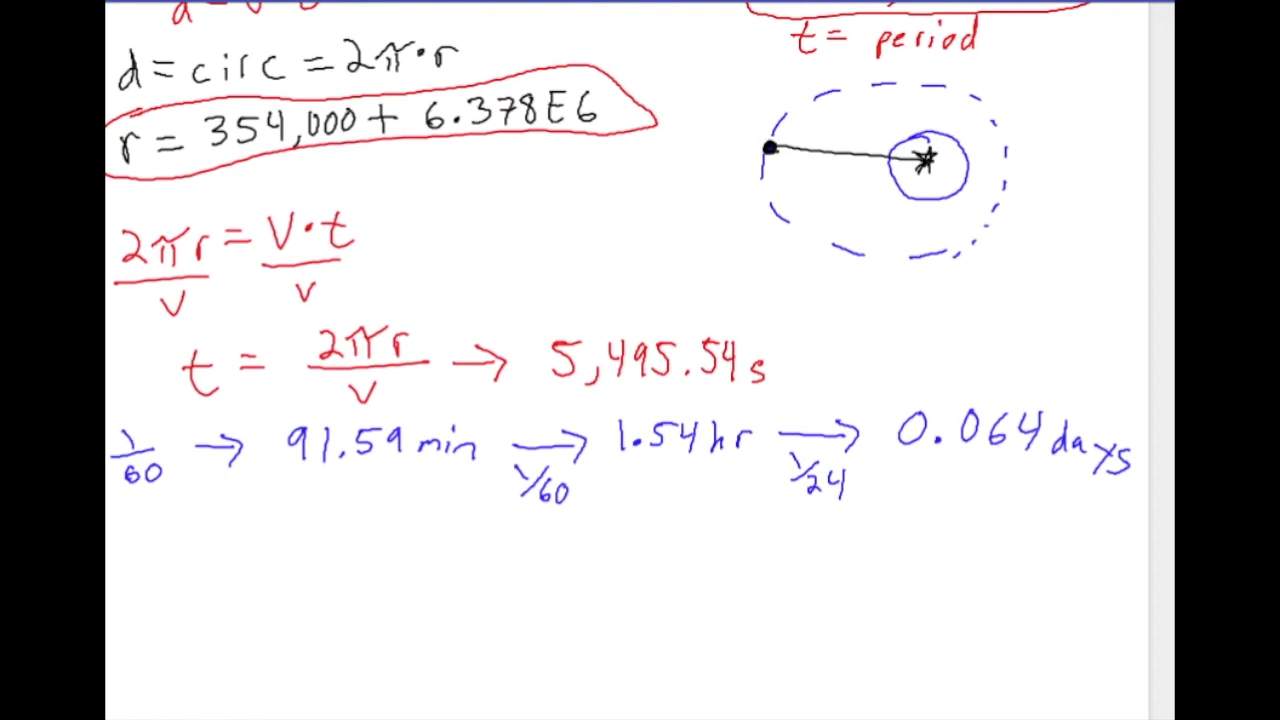 t = period
d = circ = 2π·r
r = 354,000 + 6.378E6
2πr/v = V·t/v
t = 2πr/v → 5,495.54 s
1/60 → 91.59 min → 1/60 1.54 hr → 1/24 0.064 days